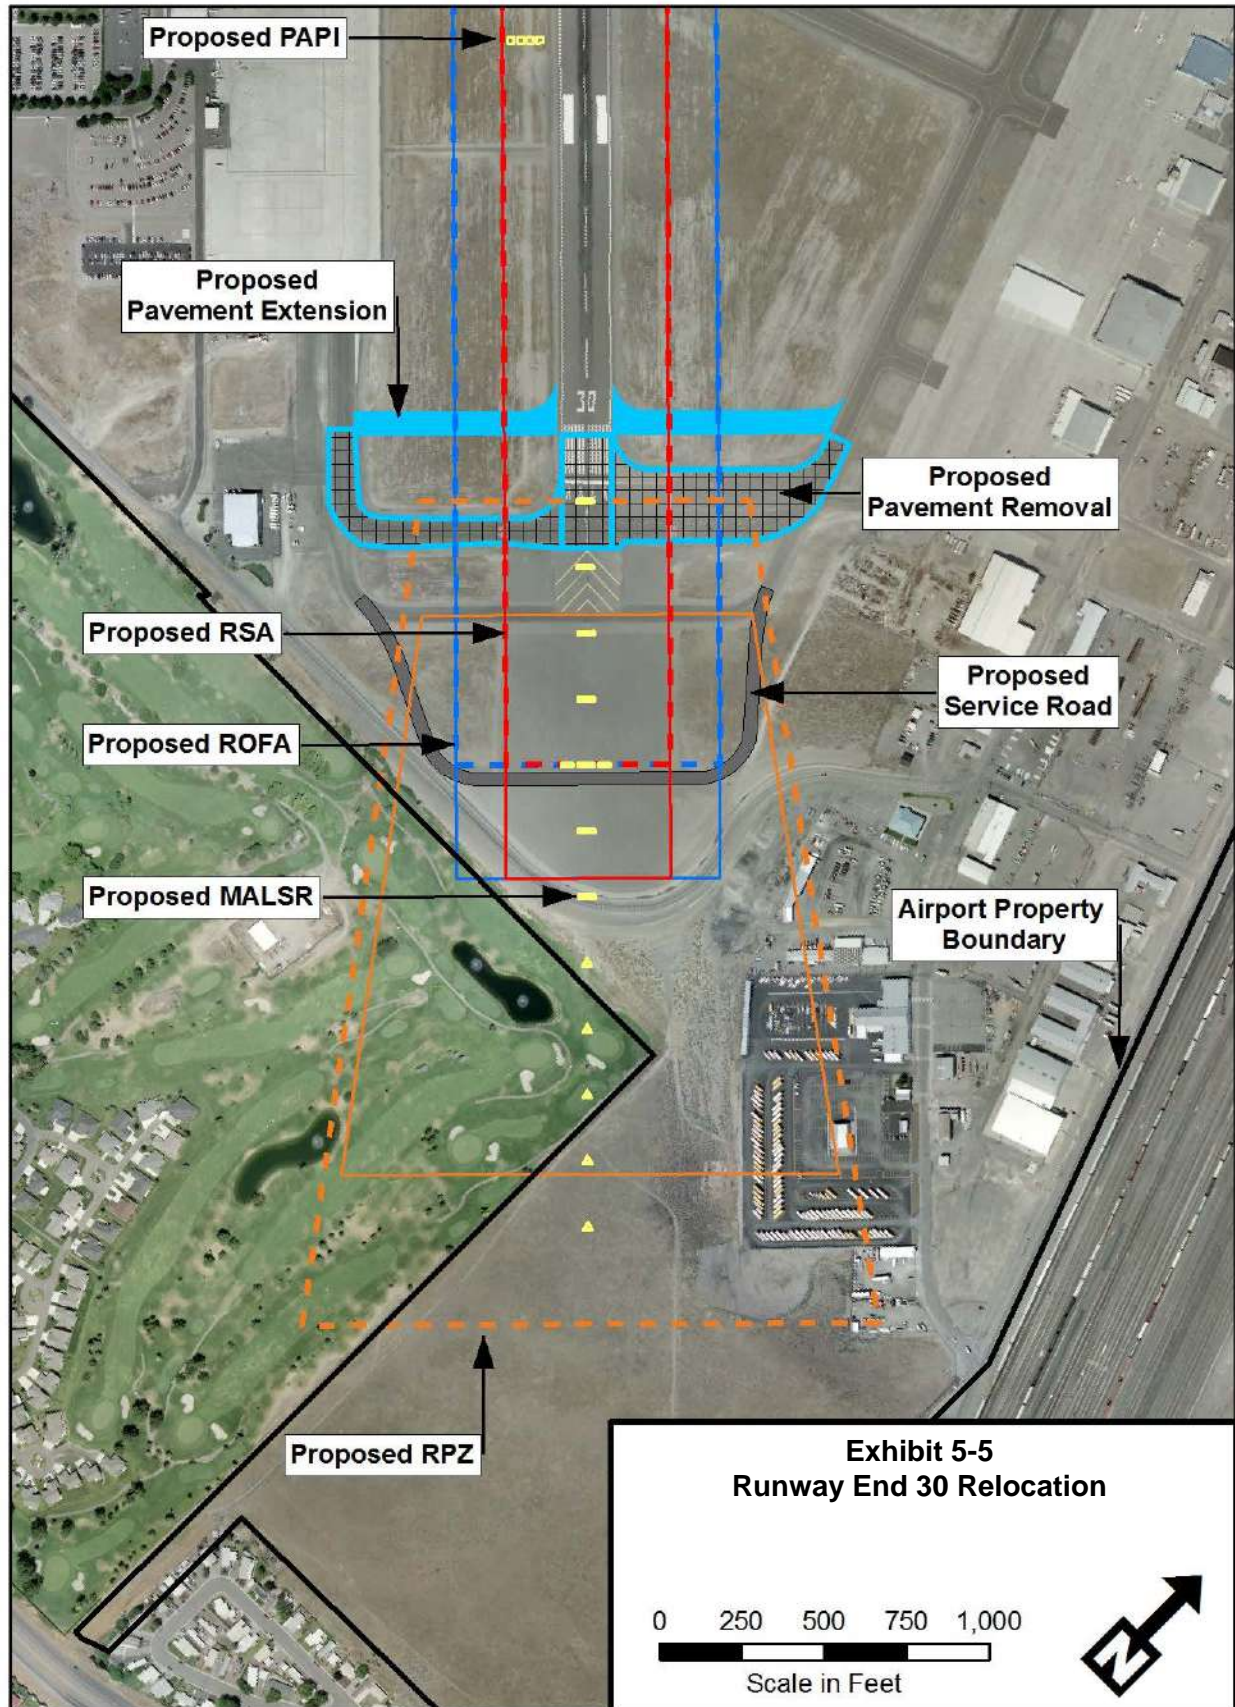 Proposed PAPI
Proposed
Pavement Extension
Proposed
Pavement Removal
Proposed RSA
Proposed
Service Road
Proposed ROFA
Proposed MALSR
Airport Property
Boundary
Proposed RPZ
Exhibit 5-5
Runway End 30 Relocation
0 250 500 750 1,000
Scale in Feet
N